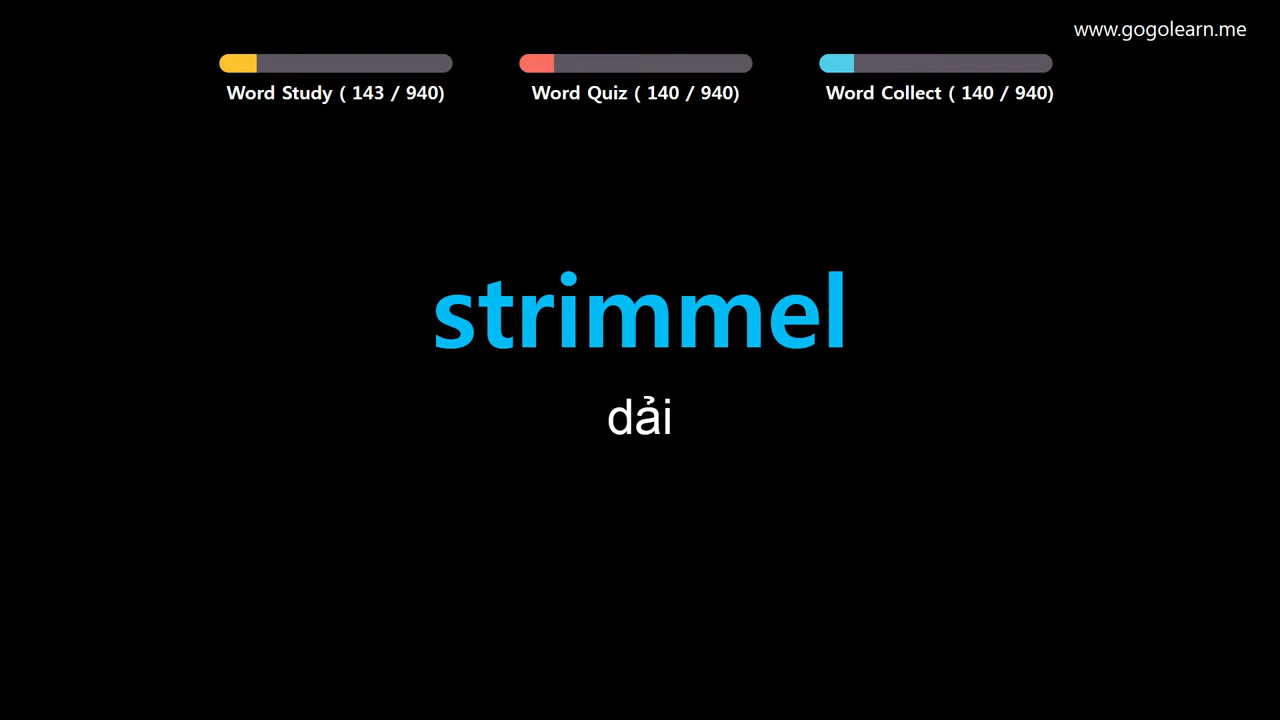 www.gogolearn.me
Word Study ( 143 / 940)
Word Quiz ( 140 / 940)
Word Collect ( 140 / 940)
strimmel
dải